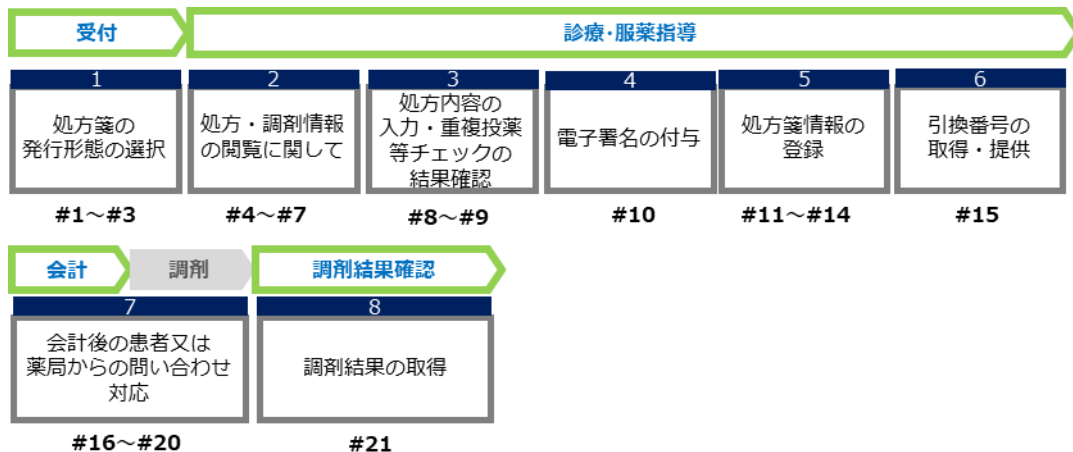 受付
診療・服薬指導
1
処方箋の
発行形態の選択
#1～#3
2
処方・調剤情報
の閲覧に関して
#4～#7
3
処方内容の
入力・重複投薬
等チェックの
結果確認
#8～#9
4
電子署名の付与
#10
5
処方箋情報の
登録
#11～#14
6
引換番号の
取得・提供
#15
会計
調剤
調剤結果確認
7
会計後の患者又は
薬局からの問い合わせ
対応
#16～#20
8
調剤結果の取得
#21